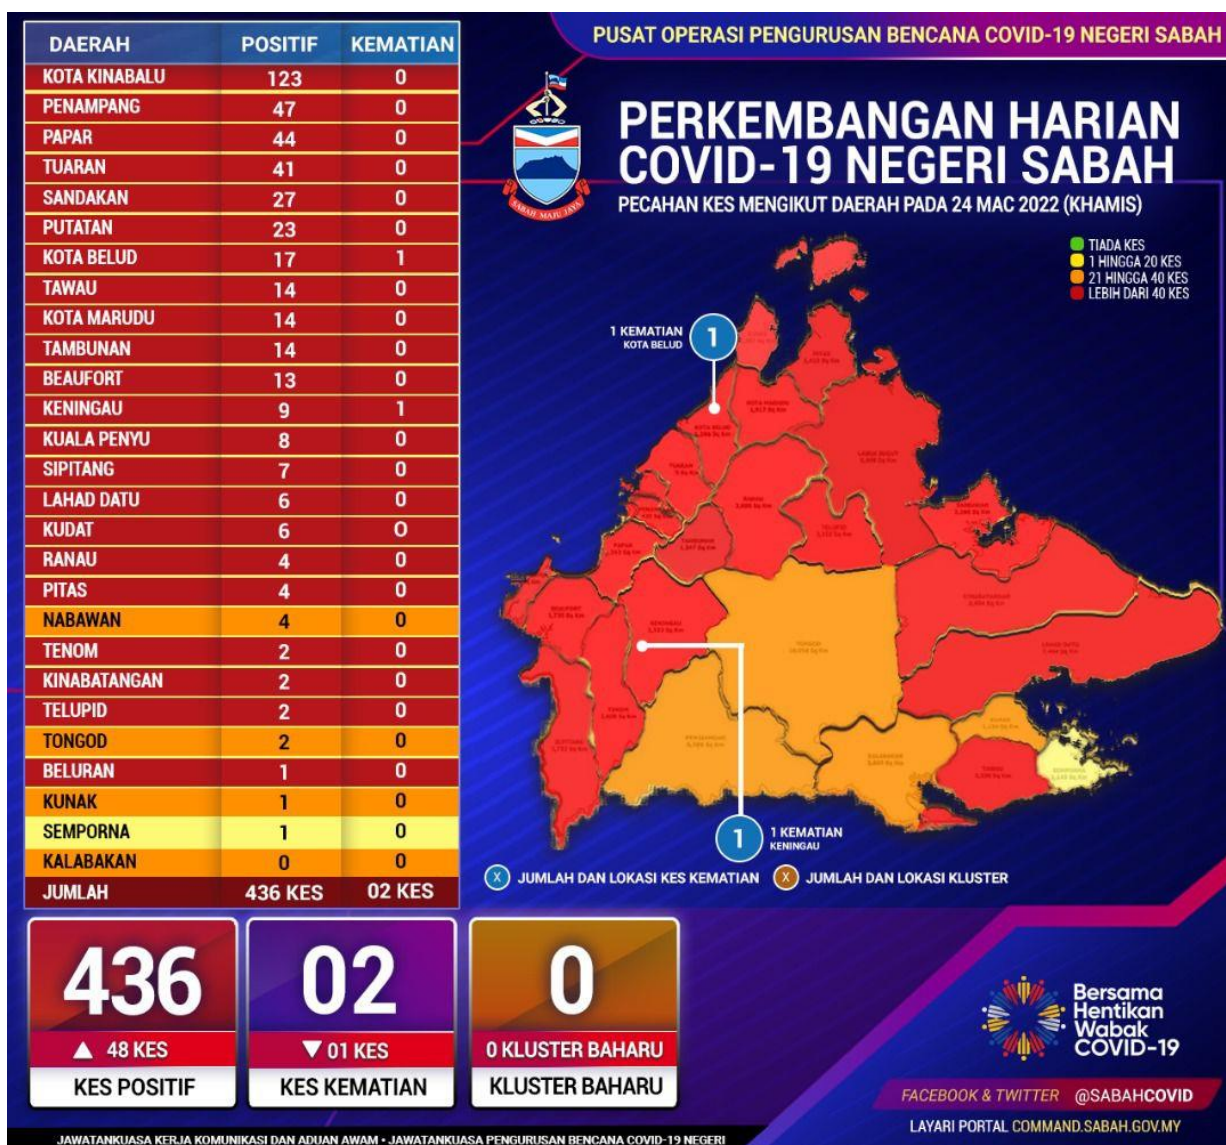 DAERAH POSITIF KEMATIAN
KOTA KINABALU 123 0
PENAMPANG 47 0
PAPAR 44 0
TUARAN 41 0
SANDAKAN 27 0
PUTATAN 23 0
KOTA BELUD 17 1
TAWAU 14 0
KOTA MARUDU 14 0
TAMBUNAN 14 0
BEAUFORT 13 0
KENINGAU 9 1
KUALA PENYU 8 0
SIPITANG 7 0
LAHAD DATU 6 0
KUDAT 6 0
RANAU 4 0
PITAS 4 0
NABAWAN 4 0
TENOM 2 0
KINABATANGAN 2 0
TELUPID 2 0
TONGOD 2 0
BELURAN 1 0
KUNAK 1 0
SEMPORNA 1 0
KALABAKAN 0 0
JUMLAH 436 KES 02 KES
PUSAT OPERASI PENGURUSAN BENCANA COVID-19 NEGERI SABAH
SABAH MAJU JAYA
PERKEMBANGAN HARIAN
COVID-19 NEGERI SABAH
PECAHAN KES MENGIKUT DAERAH PADA 24 MAC 2022 (KHAMIS)
TIADA KES
1 HINGGA 20 KES
21 HINGGA 40 KES
LEBIH DARI 40 KES
1 KEMATIAN
KOTA BELUD
1
1
1 KEMATIAN
KENINGAU
X JUMLAH DAN LOKASI KES KEMATIAN
X JUMLAH DAN LOKASI KLUSTER
436
▲ 48 KES
KES POSITIF
02
▼ 01 KES
KES KEMATIAN
0
0 KLUSTER BAHARU
KLUSTER BAHARU
Bersama
Hentikan
Wabak
COVID-19
FACEBOOK & TWITTER @SABAHCOVID
LAYARI PORTAL COMMAND.SABAH.GOV.MY
JAWATANKUASA KERJA KOMUNIKASI DAN ADUAN AWAM • JAWATANKUASA PENGURUSAN BENCANA COVID-19 NEGERI